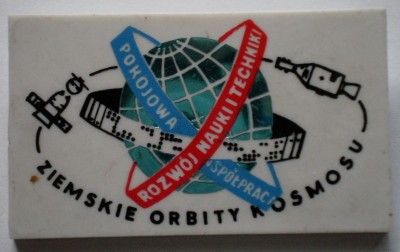 POKOJOWA
WSPÓŁPRACA
ROZWÓJ NAUKI I TECHNIKI
ZIEMSKIE ORBITY KOSMOSU